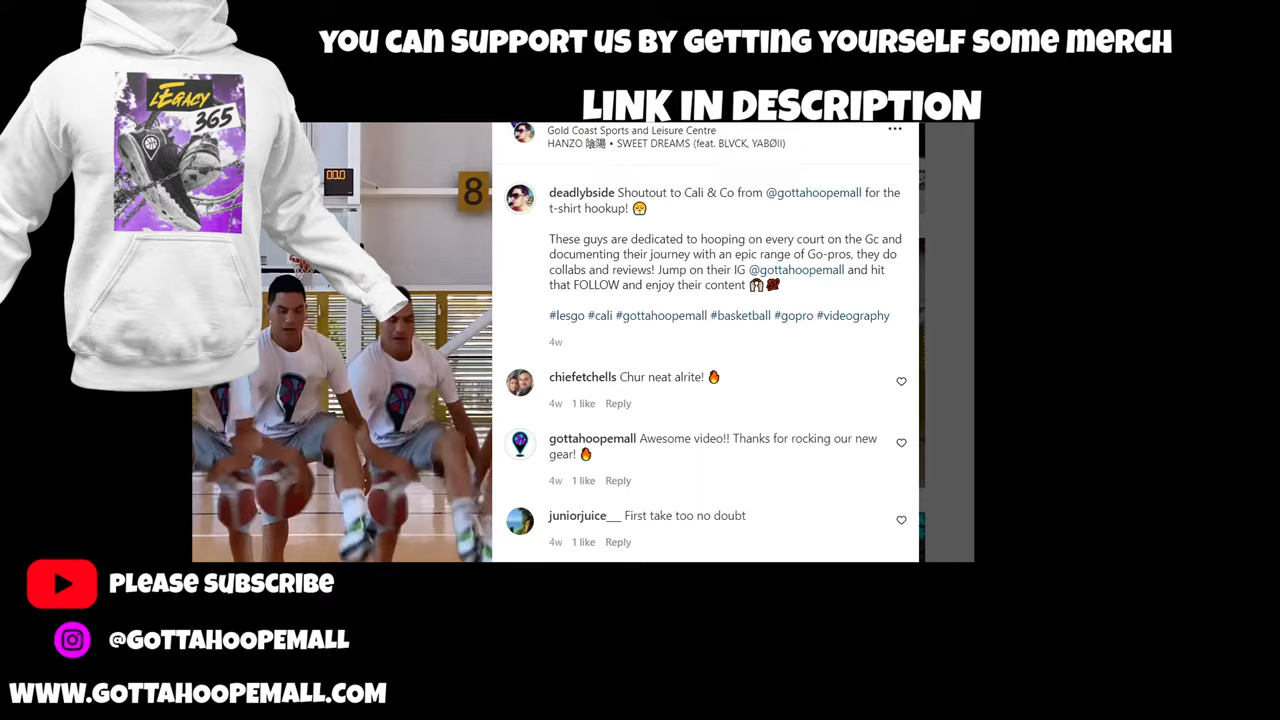 YOU CAN SUPPORT US BY GETTING YOURSELF SOME MERCH
LINK IN DESCRIPTION
LEGACY
365
00.0
8
Gold Coast Sports and Leisure Centre
HANZO 陰陽 • SWEET DREAMS (feat. BLVCK, YABØII)
deadlybside Shoutout to Cali & Co from @gottahoopemall for the
t-shirt hookup!
These guys are dedicated to hooping on every court on the Gc and
documenting their journey with an epic range of Go-pros, they do
collabs and reviews! Jump on their IG @gottahoopemall and hit
that FOLLOW and enjoy their content 💯
#lesgo #cali #gottahoopemall #basketball #gopro #videography
4w
chiefetchells Chur neat alrite! 🔥
4w 1 like Reply
gottahoopemall Awesome video!! Thanks for rocking our new
gear! 🔥
4w 1 like Reply
juniorjuice___ First take too no doubt
4w 1 like Reply
PLEASE SUBSCRIBE
@GOTTAHOOPEMALL
WWW.GOTTAHOOPEMALL.COM